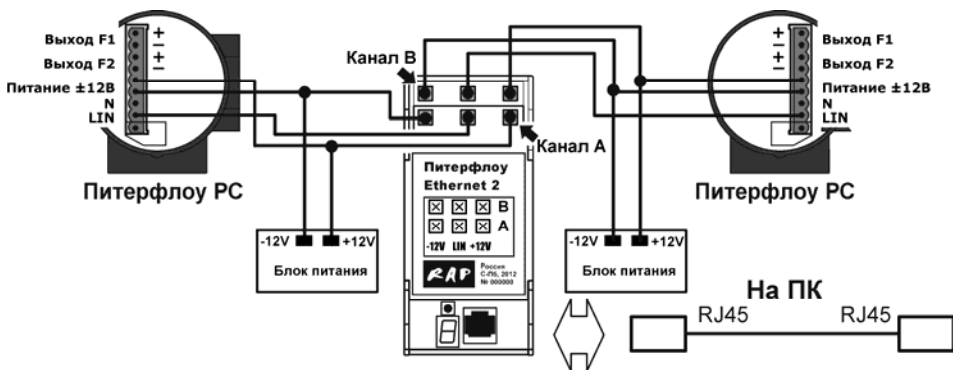 Выход F1
+
–
Выход F2
+
–
Питание ±12В
N
LIN
Питерфлоу РС
Канал В
Канал А
Питерфлоу
Ethernet 2
В
А
-12V LIN +12V
RAP
Россия
С-Пб, 2012
№ 000000
-12V +12V
Блок питания
-12V +12V
Блок питания
+
–
Выход F1
+
–
Выход F2
Питание ±12В
N
LIN
Питерфлоу РС
На ПК
RJ45 RJ45